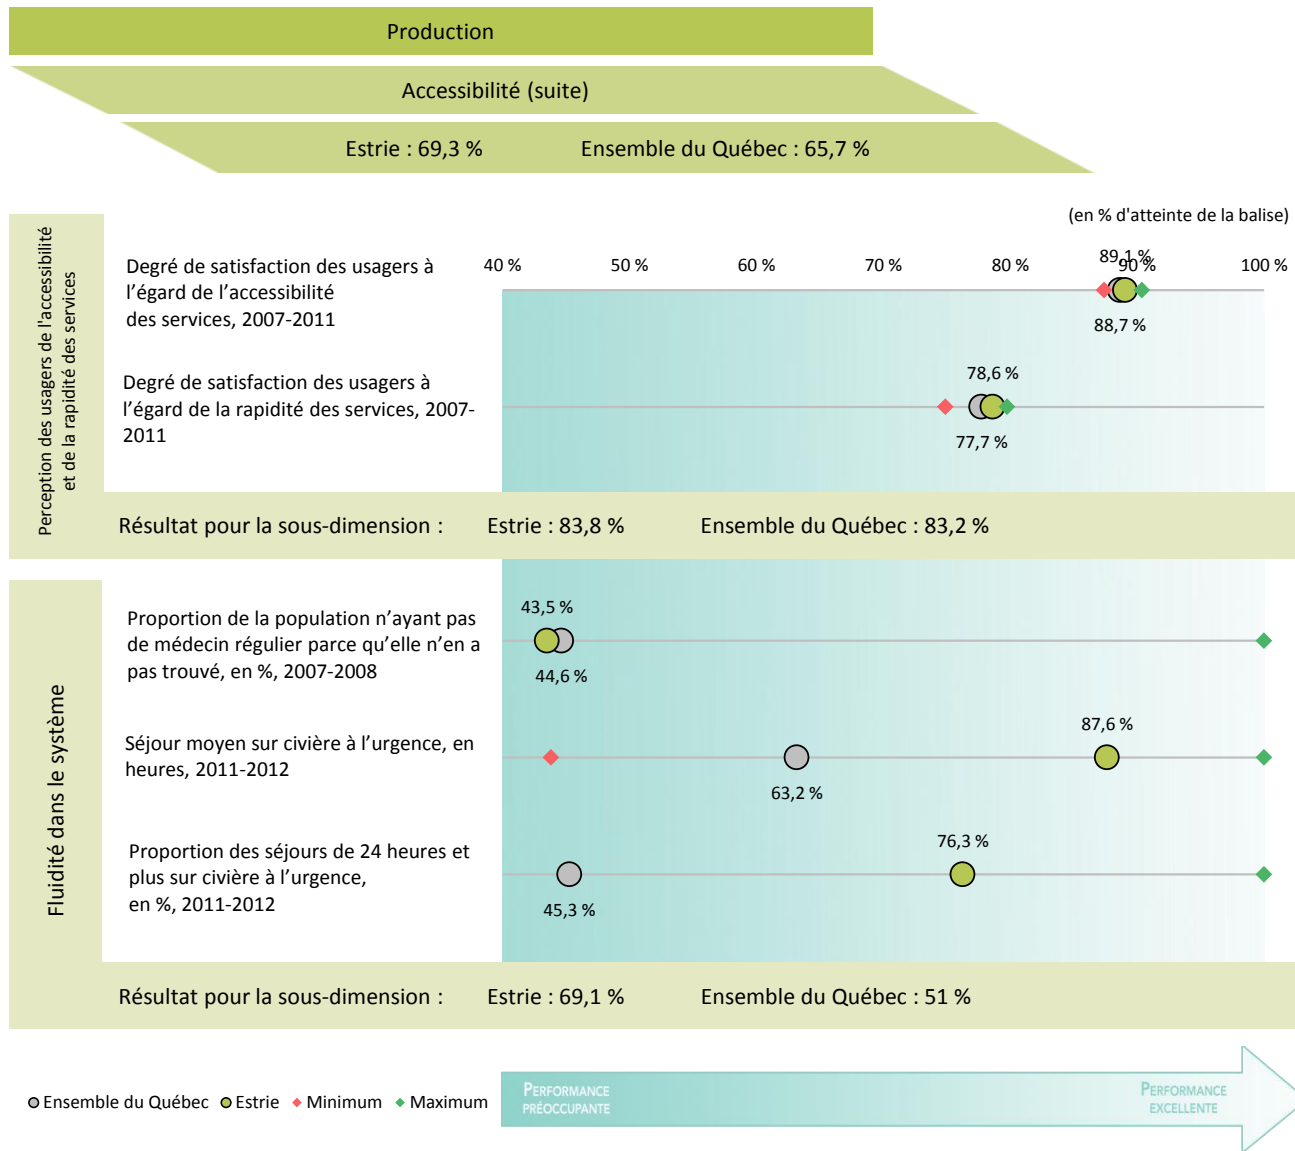 Production
Accessibilité (suite)
Estrie : 69,3 % Ensemble du Québec : 65,7 %
(en % d'atteinte de la balise)
Perception des usagers de l'accessibilité
et de la rapidité des services
40 % 50 % 60 % 70 % 80 % 90 % 100 %
Degré de satisfaction des usagers à
l'égard de l'accessibilité
des services, 2007-2011
89,1 %
88,7 %
Degré de satisfaction des usagers à
l'égard de la rapidité des services, 2007-
2011
78,6 %
77,7 %
Résultat pour la sous-dimension : Estrie : 83,8 % Ensemble du Québec : 83,2 %
Fluidité dans le système
Proportion de la population n'ayant pas
de médecin régulier parce qu'elle n'en a
pas trouvé, en %, 2007-2008
43,5 %
44,6 %
Séjour moyen sur civière à l'urgence, en
heures, 2011-2012
87,6 %
63,2 %
Proportion des séjours de 24 heures et
plus sur civière à l'urgence,
en %, 2011-2012
76,3 %
45,3 %
Résultat pour la sous-dimension : Estrie : 69,1 % Ensemble du Québec : 51 %
Ensemble du Québec Estrie Minimum Maximum
PERFORMANCE
PRÉOCCUPANTE
PERFORMANCE
EXCELLENTE